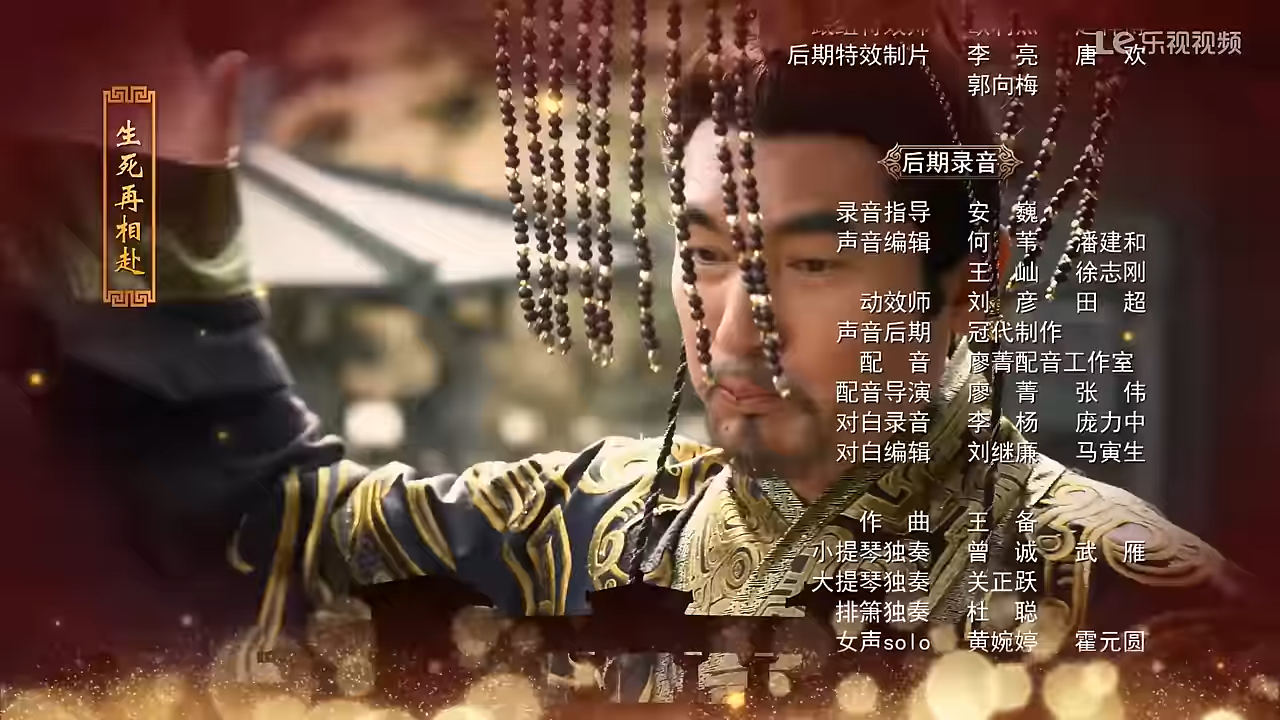 Le乐视视频
生死再相赴
后期特效制片 李 亮 唐 欢
郭向梅
后期录音
录音指导 安 巍
声音编辑 何 苇 潘建和
王 屾 徐志刚
动效师 刘 彦 田 超
声音后期 冠代制作
配 音 廖菁配音工作室
配音导演 廖 菁 张 伟
对白录音 李 杨 庞力中
对白编辑 刘继廉 马寅生
作 曲 王 备
小提琴独奏 曾 诚 武 雁
大提琴独奏 关正跃
排箫独奏 杜 聪
女声solo 黄婉婷 霍元圆